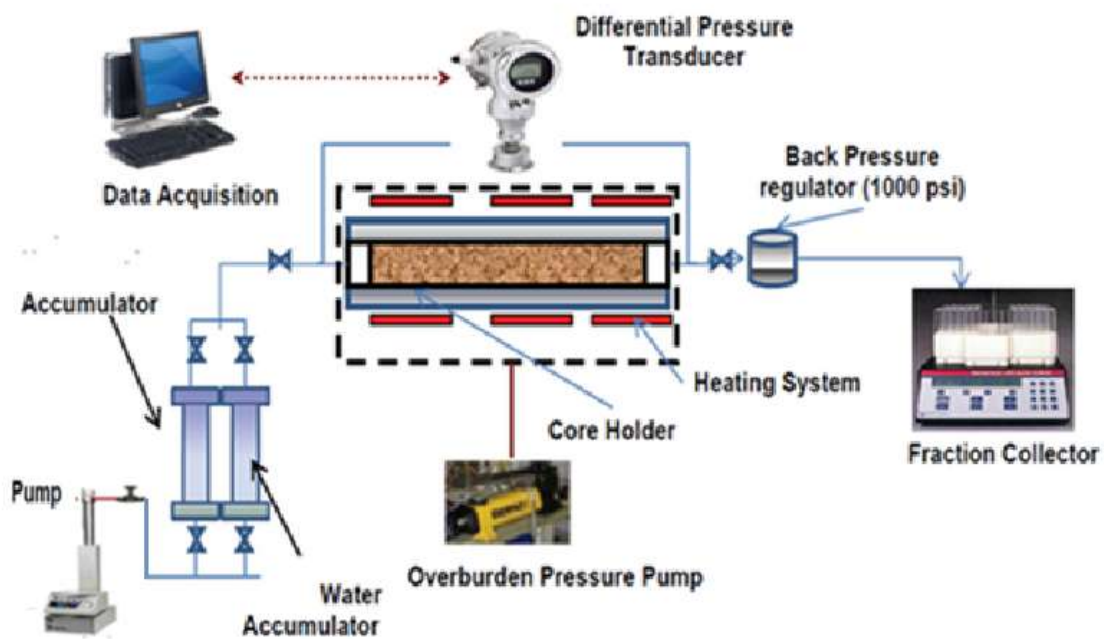 Differential Pressure
Transducer
Data Acquisition
Back Pressure
regulator (1000 psi)
Accumulator
Heating System
Core Holder
Fraction Collector
Pump
Overburden Pressure Pump
Water
Accumulator